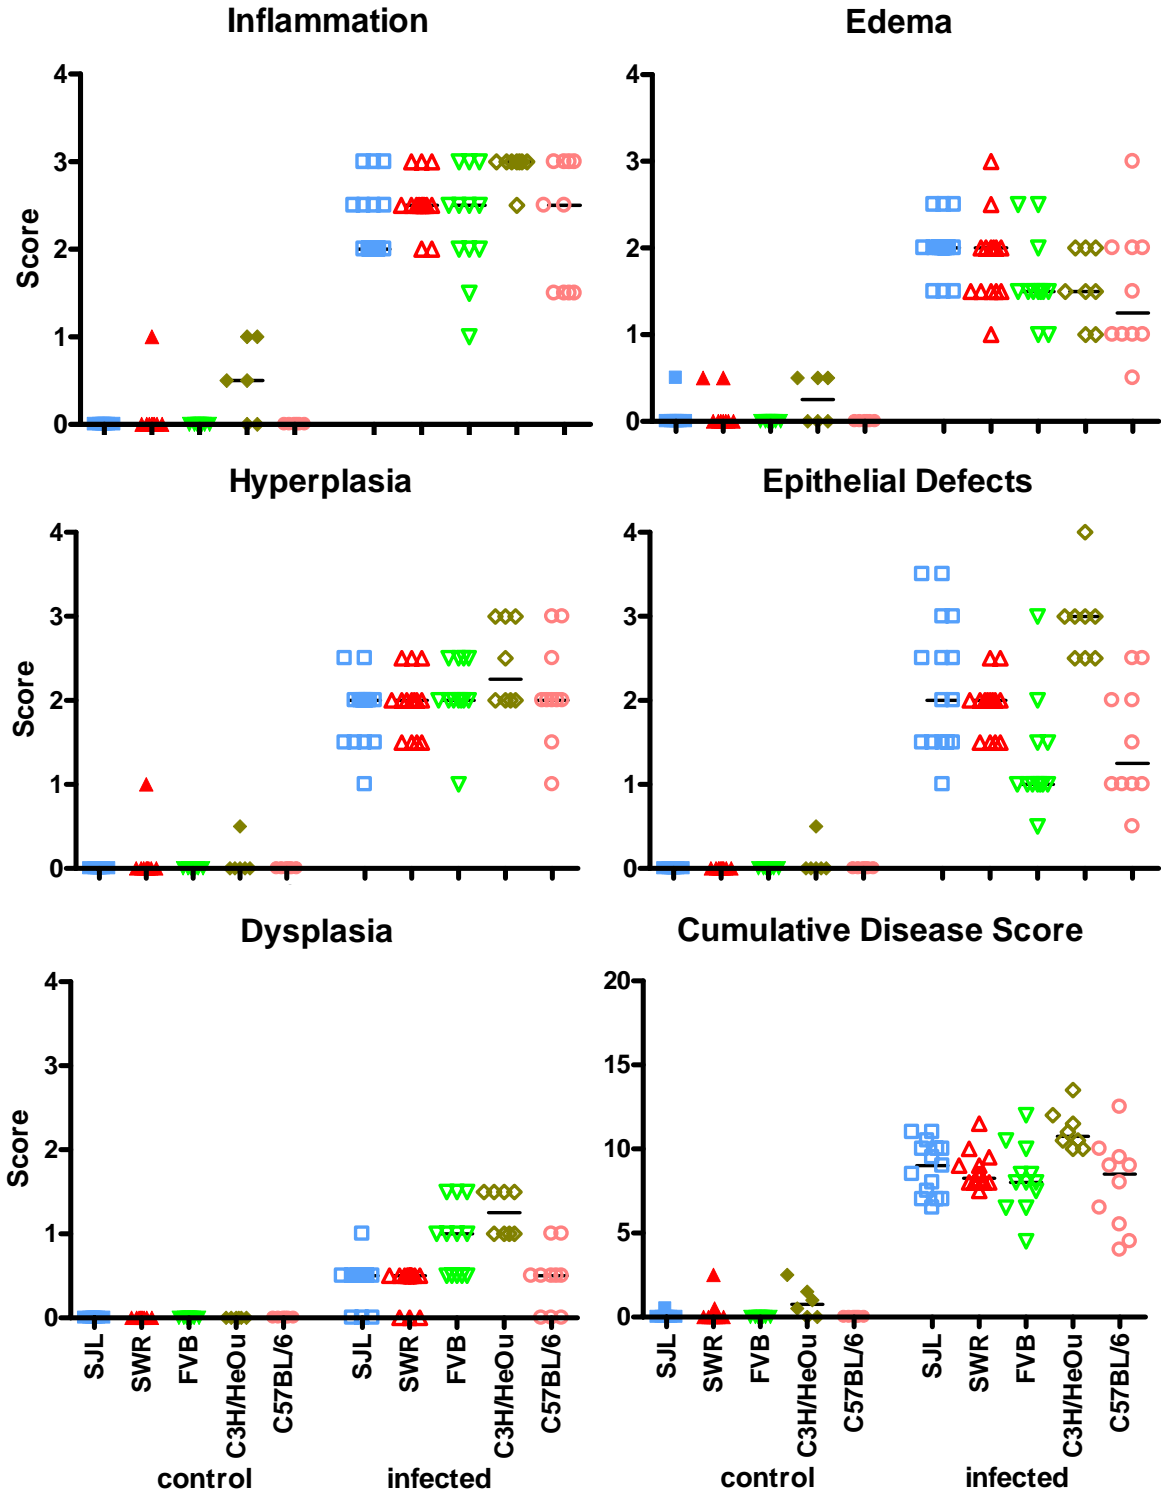 Inflammation
Edema
4
3
2
1
0
Score
4
3
2
1
0
Hyperplasia
Epithelial Defects
4
3
2
1
0
Score
4
3
2
1
0
Dysplasia
Cumulative Disease Score
4
3
2
1
0
Score
20
15
10
5
0
SJL
SWR
FVB
C3H/HeOu
C57BL/6
SJL
SWR
FVB
C3H/HeOu
C57BL/6
SJL
SWR
FVB
C3H/HeOu
C57BL/6
SJL
SWR
FVB
C3H/HeOu
C57BL/6
control
infected
control
infected